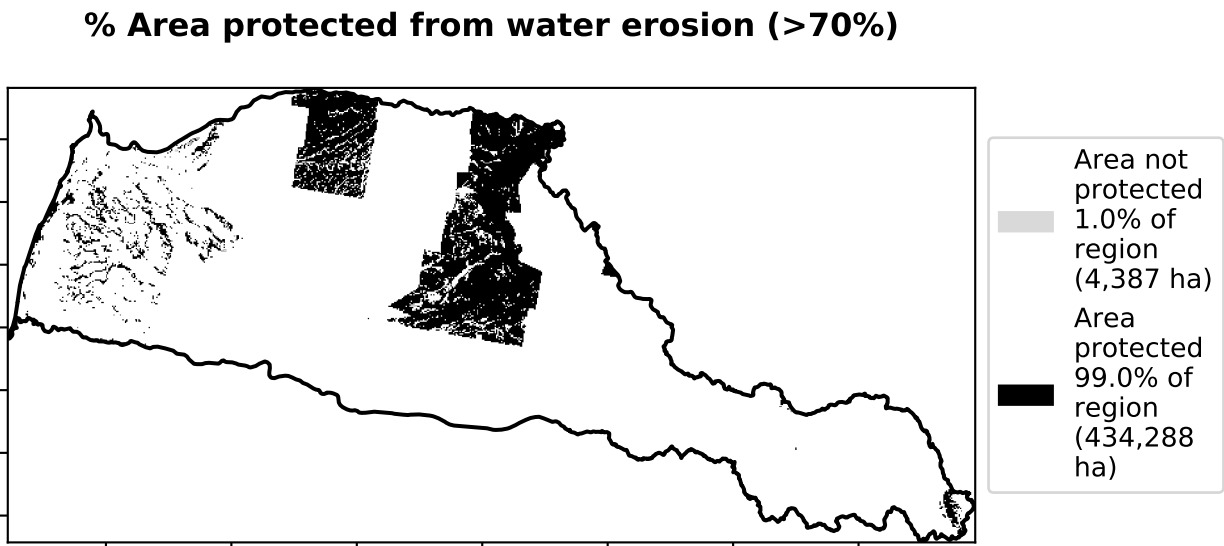 % Area protected from water erosion (>70%)
Area not
protected
1.0% of
region
(4,387 ha)
Area
protected
99.0% of
region
(434,288
ha)